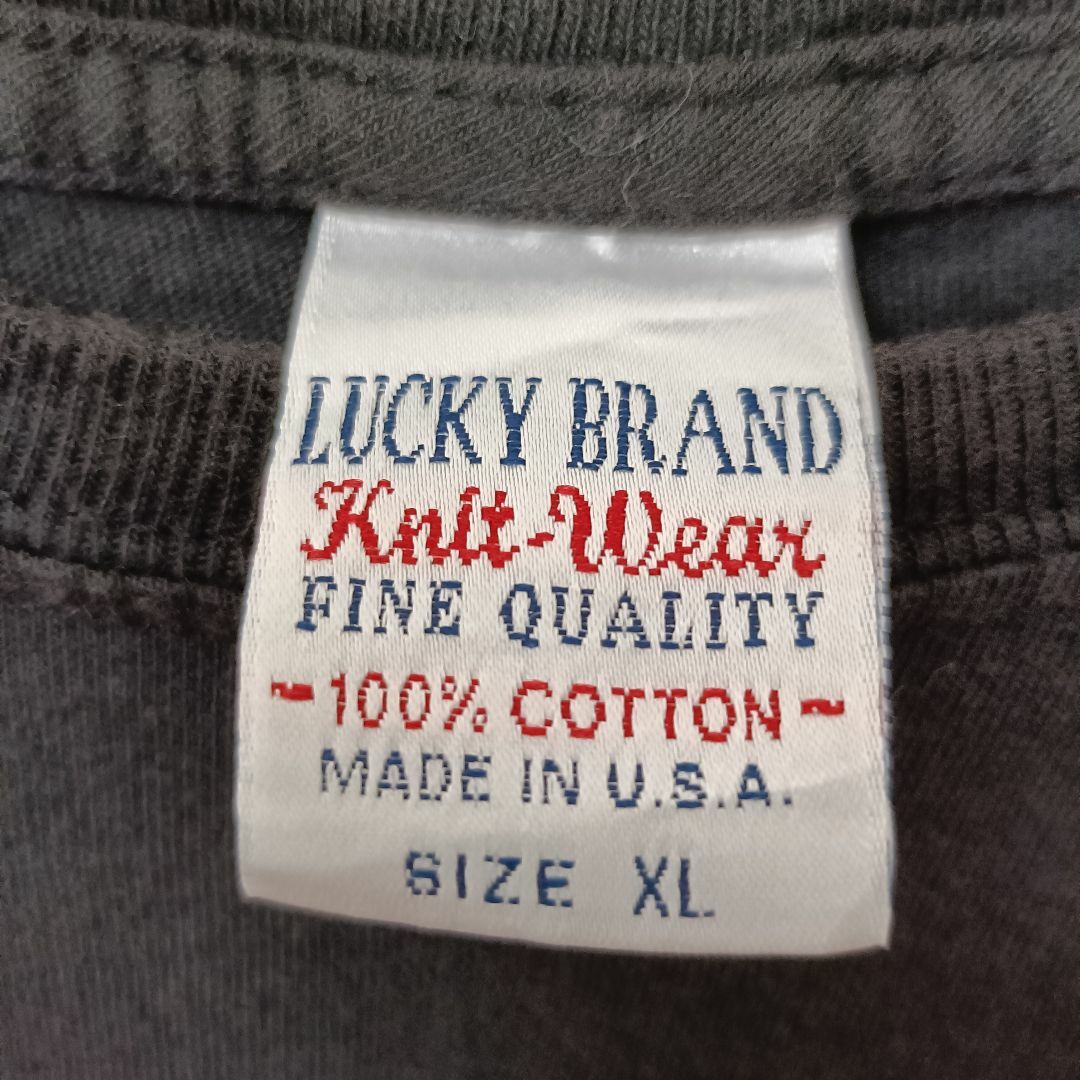 LUCKY BRAND
Knit-Wear
FINE QUALITY
~100% COTTON~
MADE IN U.S.A.
SIZE XL